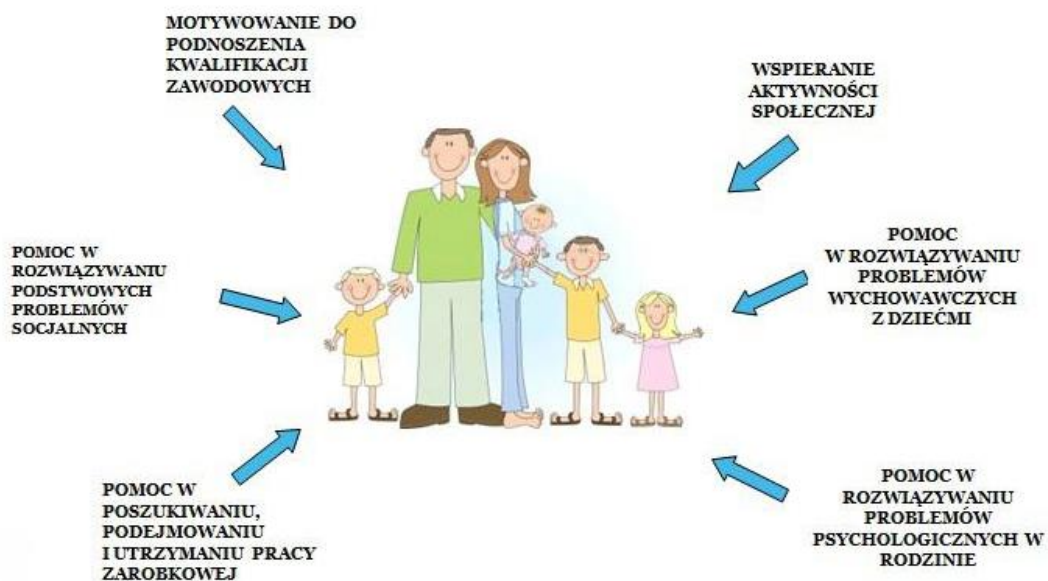 MOTYWOWANIE DO
PODNOSZENIA
KWALIFIKACJI
ZAWODOWYCH
WSPIERANIE
AKTYWNOŚCI
SPOŁECZNEJ
POMOC W
ROZWIĄZYWANIU
PODSTWOWYCH
PROBLEMÓW
SOCJALNYCH
POMOC
W ROZWIĄZYWANIU
PROBLEMÓW
WYCHOWAWCZYCH
Z DZIEĆMI
POMOC W
POSZUKIWANIU,
PODEJMOWANIU
I UTRZYMANIU PRACY
ZAROBKOWEJ
POMOC W
ROZWIĄZYWANIU
PROBLEMÓW
PSYCHOLOGICZNYCH W
RODZINIE